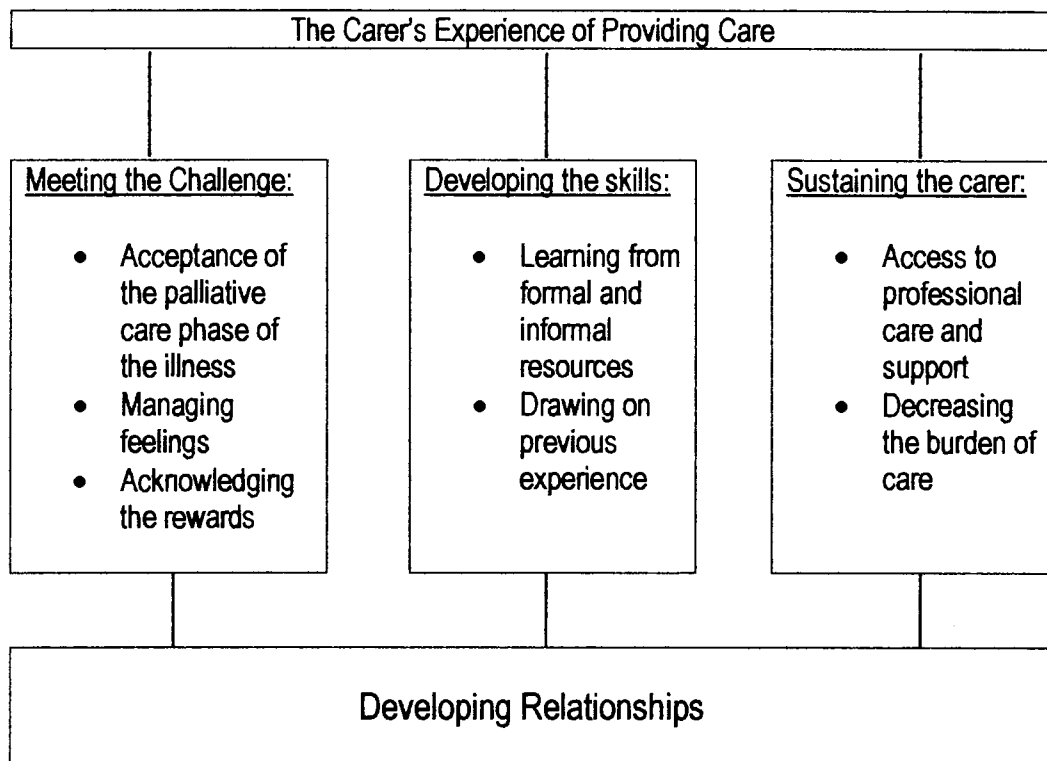 The Carer's Experience of Providing Care
Meeting the Challenge:
• Acceptance of
the palliative
care phase of
the illness
• Managing
feelings
• Acknowledging
the rewards
Developing the skills:
• Learning from
formal and
informal
resources
• Drawing on
previous
experience
Sustaining the carer:
• Access to
professional
care and
support
• Decreasing
the burden of
care
Developing Relationships